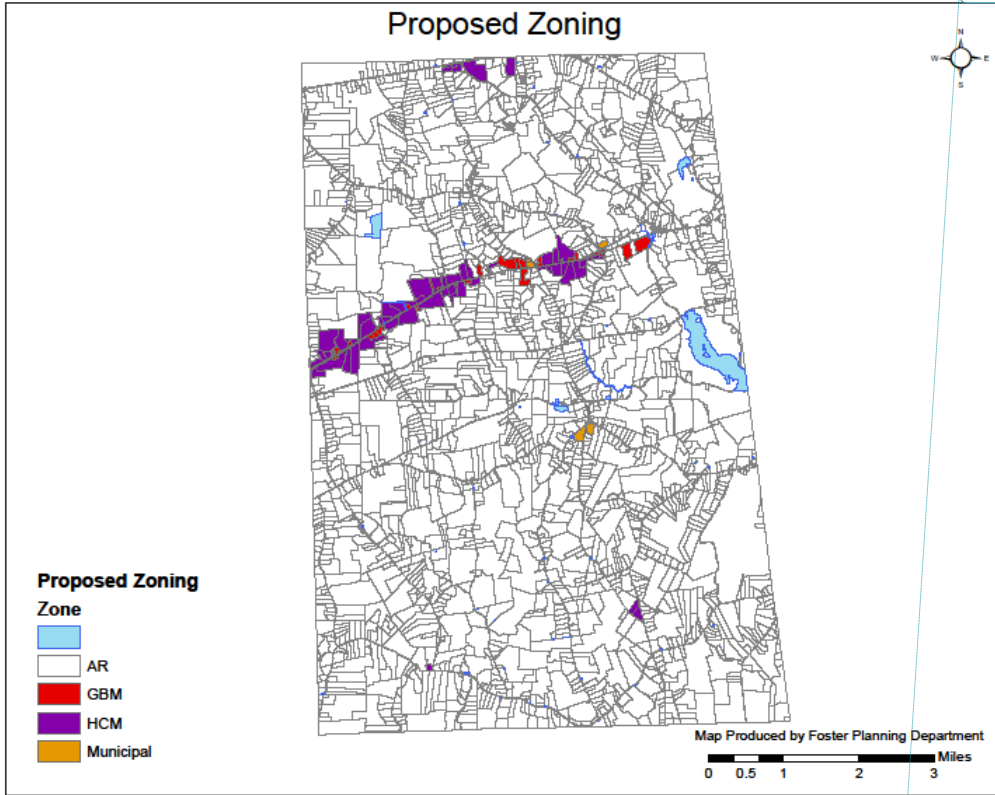 Proposed Zoning
N
W E
S
Proposed Zoning
Zone
AR
GBM
HCM
Municipal
Map Produced by Foster Planning Department
Miles
0 0.5 1 2 3